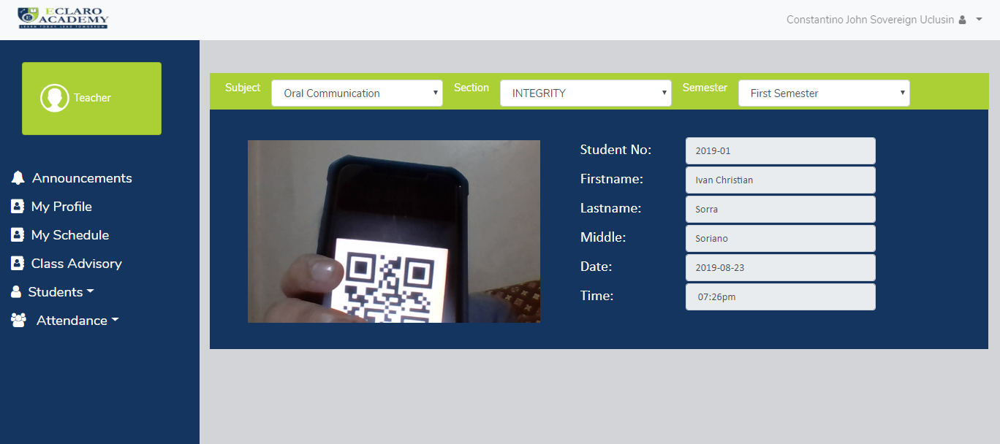 ECLARO
ACADEMY
LEARN TODAY LEAD TOMORROW
Constantino John Sovereign Uclusin
Teacher
Announcements
My Profile
My Schedule
Class Advisory
Students
Attendance
Subject Oral Communication Section INTEGRITY Semester First Semester
Student No: 2019-01
Firstname: Ivan Christian
Lastname: Sorra
Middle: Soriano
Date: 2019-08-23
Time: 07:26pm